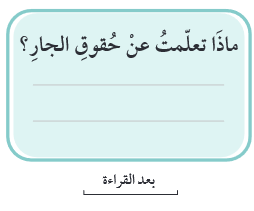 ماذَا تعلّمتُ عنْ حُقوقِ الجارِ؟
بعد القراءة